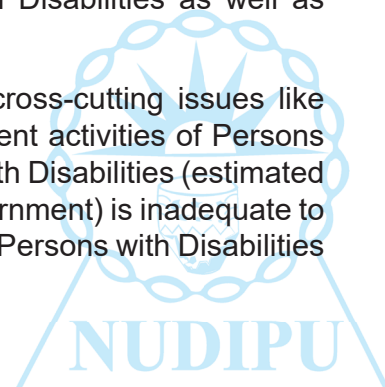 Disabilities as well as
cross-cutting issues like
ent activities of Persons
th Disabilities (estimated
ernment) is inadequate to
Persons with Disabilities
NUDIPU